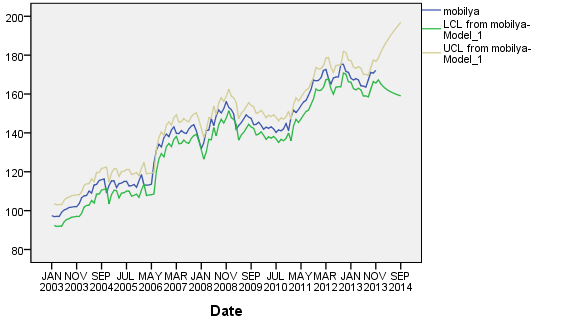 200
180
160
140
120
100
80
JAN NOV SEP JUL MAY MAR JAN NOV SEP JUL MAY MAR JAN NOV SEP
2003 2003 2004 2005 2006 2007 2008 2008 2009 2010 2011 2012 2013 2013 2014
Date
mobilya
LCL from mobilya-
Model_1
UCL from mobilya-
Model_1